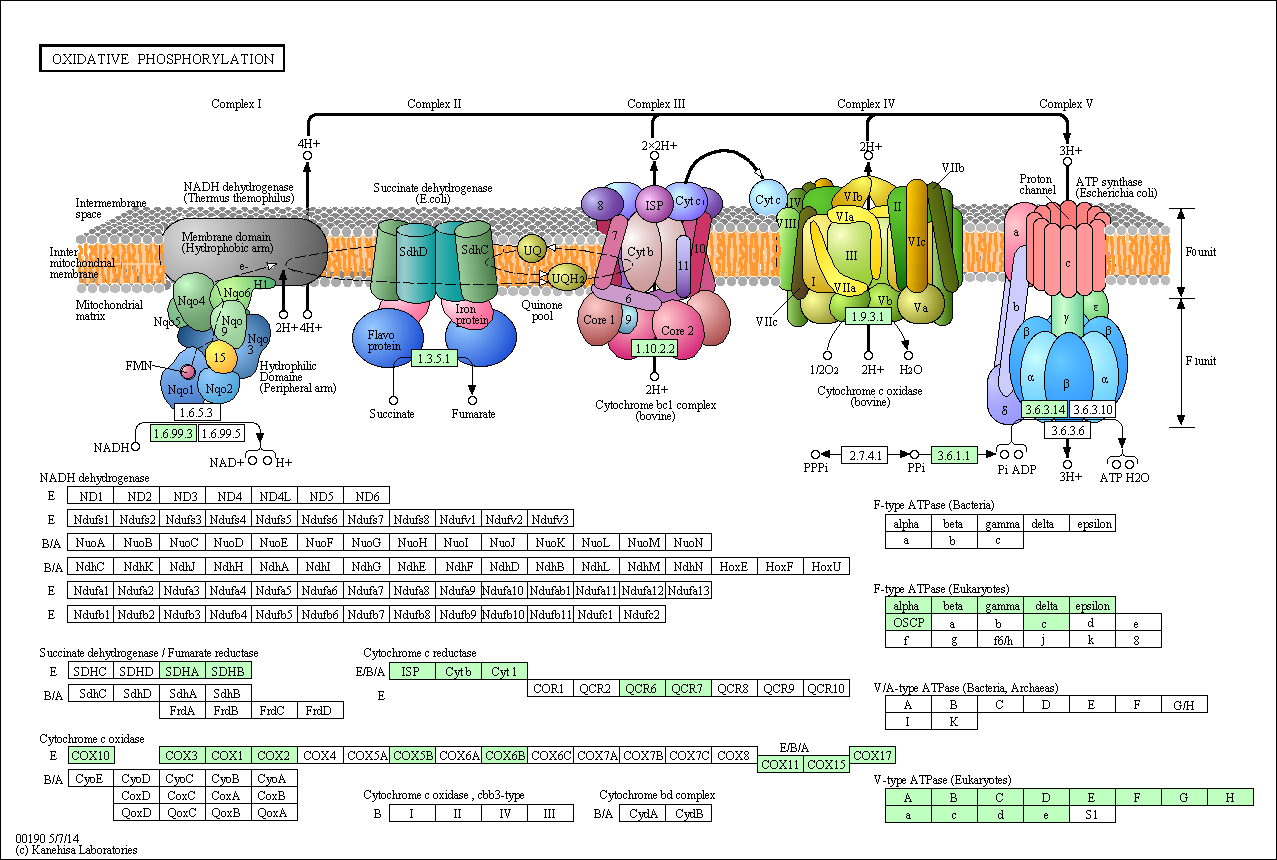 OXIDATIVE PHOSPHORYLATION
Complex I
Complex II
Complex III
Complex IV
Complex V
4H+
2×2H+
2H+
3H+
NADH dehydrogenase
(Thermus themophilus)
Succinate dehydrogenase
(E.coli)
Intermembrane
space
Innter
mitochondrial
membrane
Mitochondrial
matrix
Membrane domain
(Hydrophobic arm)
e-
Nqo4
Nqo6
H1
Nqo5
Nqo
9
Nqo
3
15
FMN
Nqo1
Nqo2
2H+
4H+
Hydrophilic
Domaine
(Peripheral arm)
1.6.5.3
1.6.99.3
1.6.99.5
NADH
NAD+
H+
SdhD
SdhC
Flavo
protein
Iron
protein
1.3.5.1
Succinate
Fumarate
UQ
UQH2
Quinone
pool
8
ISP
Cyt c1
7
Cyt b
10
11
6
Core 1
9
Core 2
1.10.2.2
2H+
Cytochrome bc1 complex
(bovine)
Cyt c
IV
VIb
VIIb
VIII
VIa
II
III
VIc
I
VIIa
VIIc
Vb
Va
1.9.3.1
1/2O2
2H+
H2O
Cytochrome c oxidase
(bovine)
Proton
channel
ATP synthase
(Escherichia coli)
a
c
b
γ
ε
β
β
α
β
α
δ
3.6.3.14
3.6.3.10
3.6.3.6
F0unit
F1unit
PPPi
2.7.4.1
PPi
3.6.1.1
Pi ADP
3H+
ATP H2O
NADH dehydrogenase
E ND1 ND2 ND3 ND4 ND4L ND5 ND6
E Ndufs1 Ndufs2 Ndufs3 Ndufs4 Ndufs5 Ndufs6 Ndufs7 Ndufs8 Ndufv1 Ndufv2 Ndufv3
B/A NuoA NuoB NuoC NuoD NuoE NuoF NuoG NuoH NuoI NuoJ NuoK NuoL NuoM NuoN
B/A NdhC NdhK NdhJ NdhH NdhA NdhI NdhG NdhE NdhF NdhD NdhB NdhL NdhM NdhN HoxE HoxF HoxU
E Ndufa1 Ndufa2 Ndufa3 Ndufa4 Ndufa5 Ndufa6 Ndufa7 Ndufa8 Ndufa9 Ndufa10 Ndufab1 Ndufa11 Ndufa12 Ndufa13
E Ndufb1 Ndufb2 Ndufb3 Ndufb4 Ndufb5 Ndufb6 Ndufb7 Ndufb8 Ndufb9 Ndufb10 Ndufb11 Ndufc1 Ndufc2
Succinate dehydrogenase / Fumarate reductase
E SDHC SDHD SDHA SDHB
B/A SdhC SdhD SdhA SdhB
FrdA FrdB FrdC FrdD
Cytochrome c reductase
E/B/A ISP Cyt b Cyt 1
E COR1 QCR2 QCR6 QCR7 QCR8 QCR9 QCR10
Cytochrome c oxidase
E COX10 COX3 COX1 COX2 COX4 COX5A COX5B COX6A COX6B COX6C COX7A COX7B COX7C COX8
E/B/A
COX11 COX15
COX17
B/A CyoE CyoD CyoC CyoB CyoA
CoxD CoxC CoxA CoxB
QoxD QoxC QoxB QoxA
Cytochrome c oxidase , cbb3-type
B I II IV III
Cytochrome bd complex
B/A CydA CydB
F-type ATPase (Bacteria)
alpha beta gamma delta epsilon
a b c
F-type ATPase (Eukaryotes)
alpha beta gamma delta epsilon
OSCP a b c d e
f g f6/h j k 8
V/A-type ATPase (Bacteria, Archaeas)
A B C D E F G/H
I K
V-type ATPase (Eukaryotes)
A B C D E F G H
a c d e S1
00190 5/7/14
(c) Kanehisa Laboratories